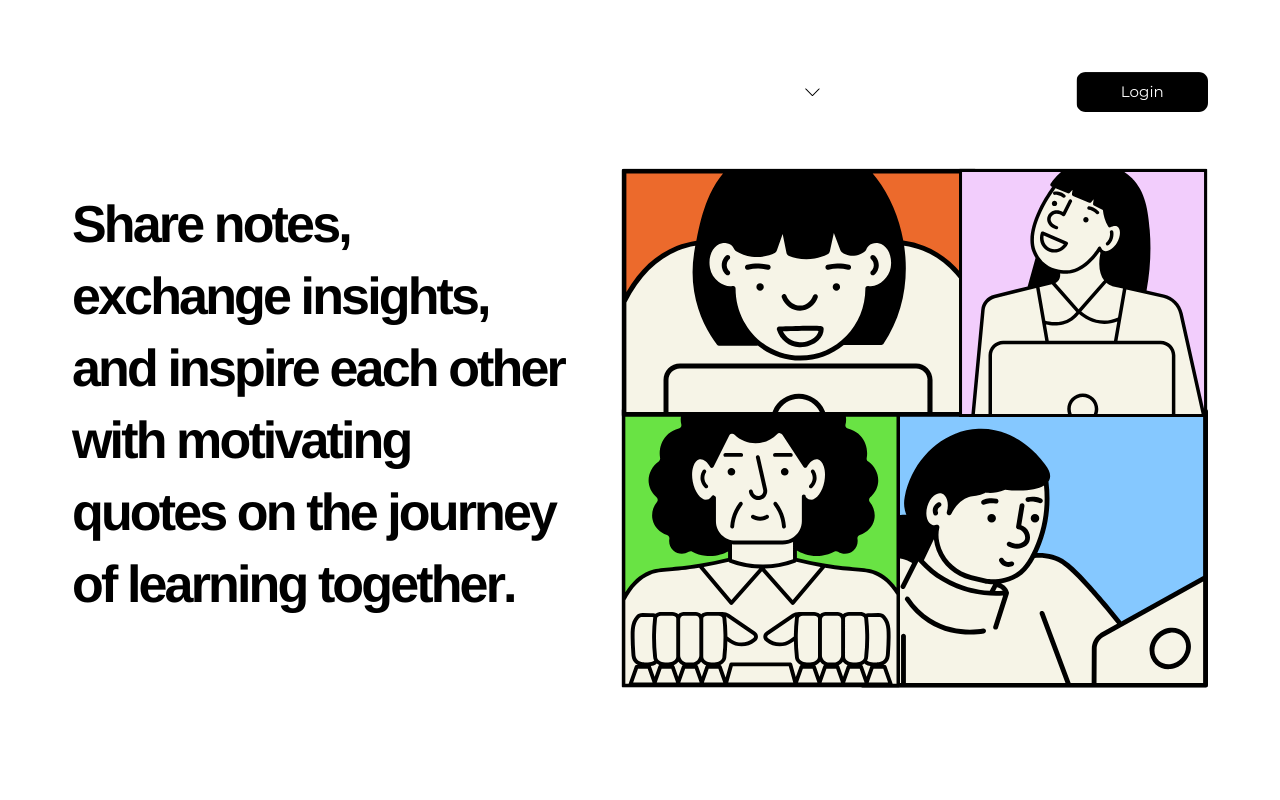 Login
Share notes,
exchange insights,
and inspire each other
with motivating
quotes on the journey
of learning together.